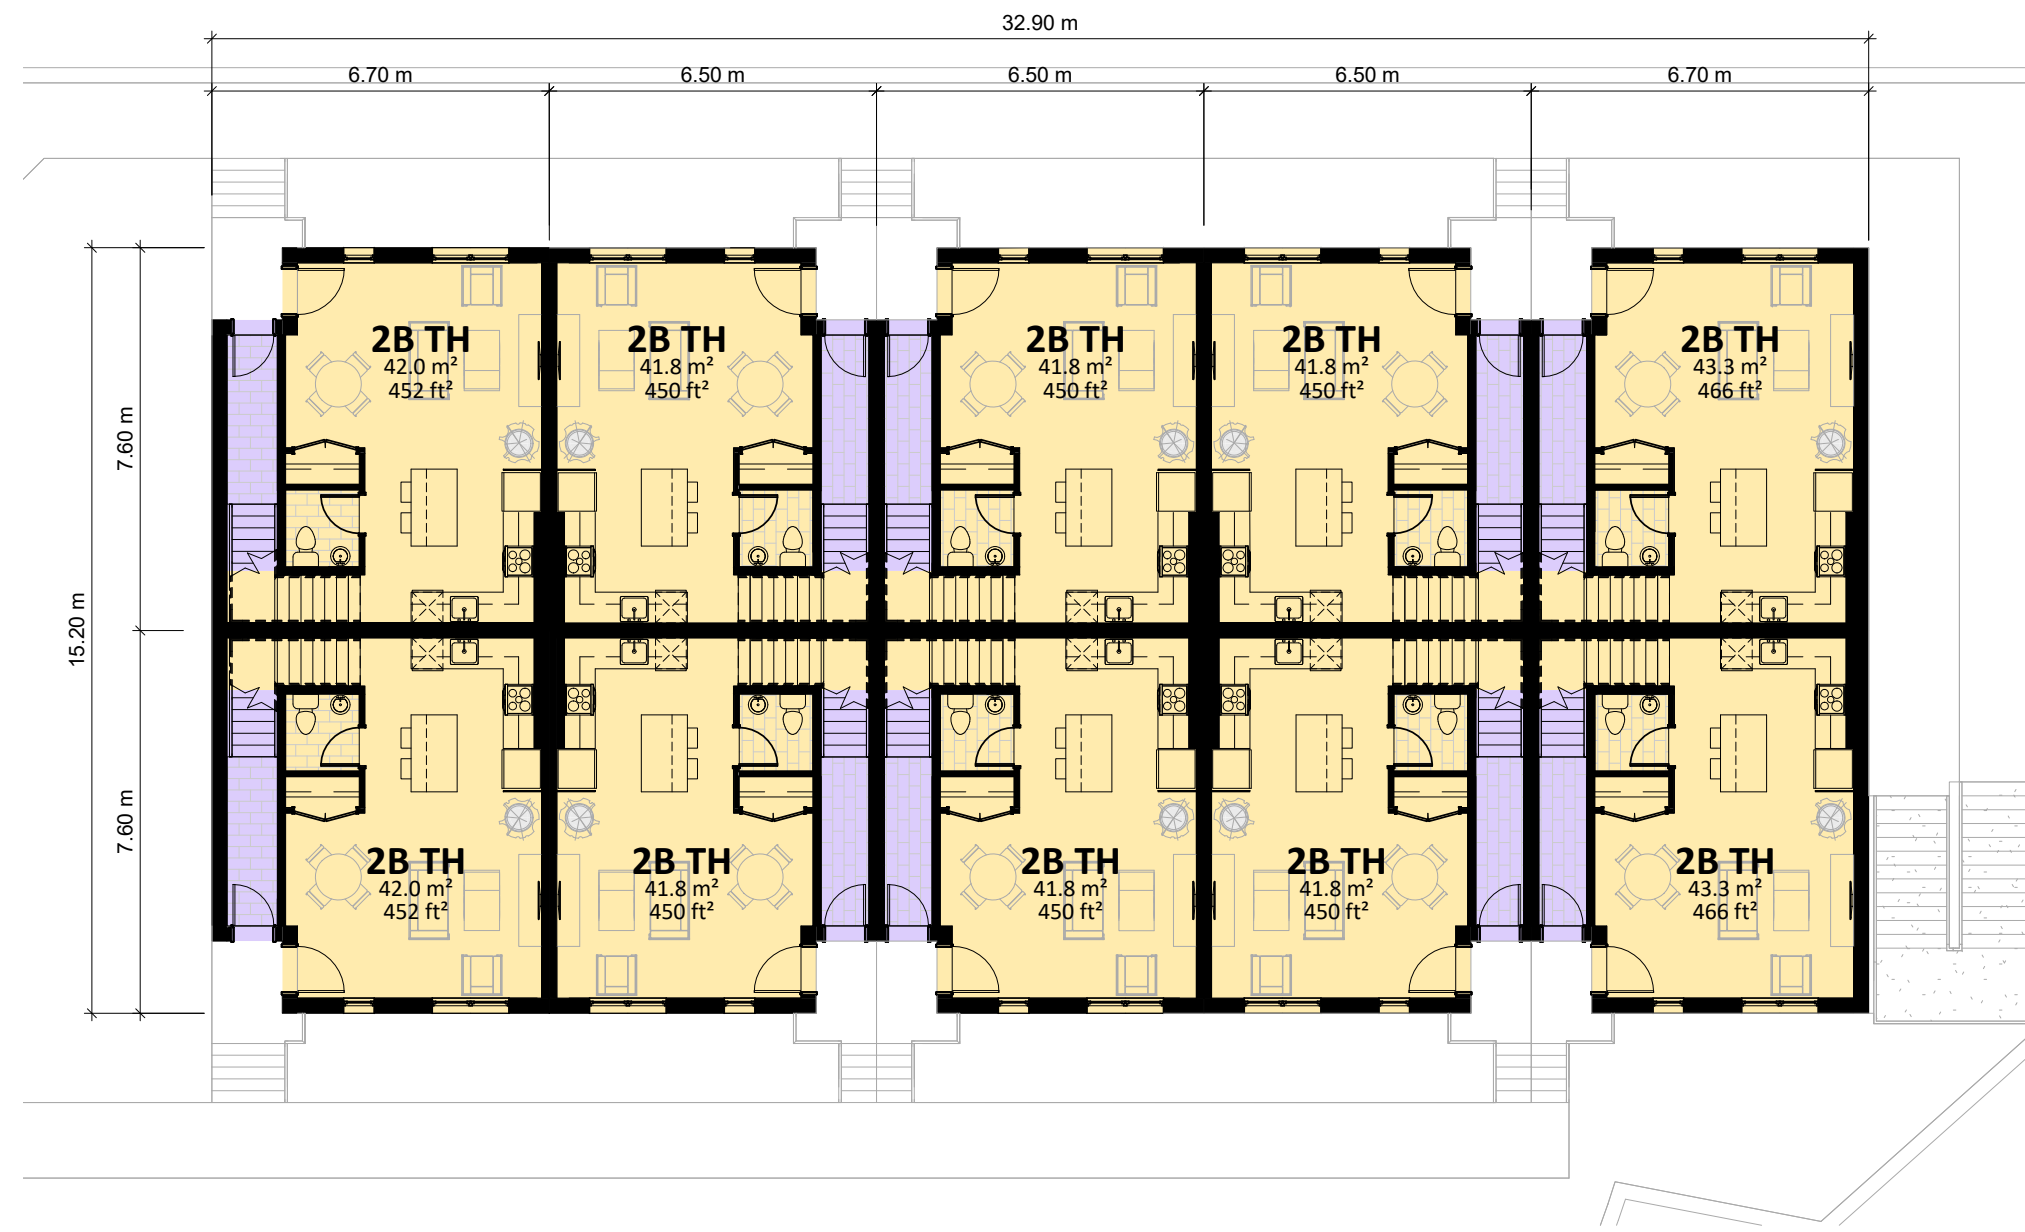 32.90 m
6.70 m
6.50 m
6.50 m
6.50 m
6.70 m
2B TH
42.0 m²
452 ft²
2B TH
41.8 m²
450 ft²
2B TH
41.8 m²
450 ft²
2B TH
41.8 m²
450 ft²
2B TH
43.3 m²
466 ft²
7.60 m
15.20 m
7.60 m
2B TH
42.0 m²
452 ft²
2B TH
41.8 m²
450 ft²
2B TH
41.8 m²
450 ft²
2B TH
41.8 m²
450 ft²
2B TH
43.3 m²
466 ft²